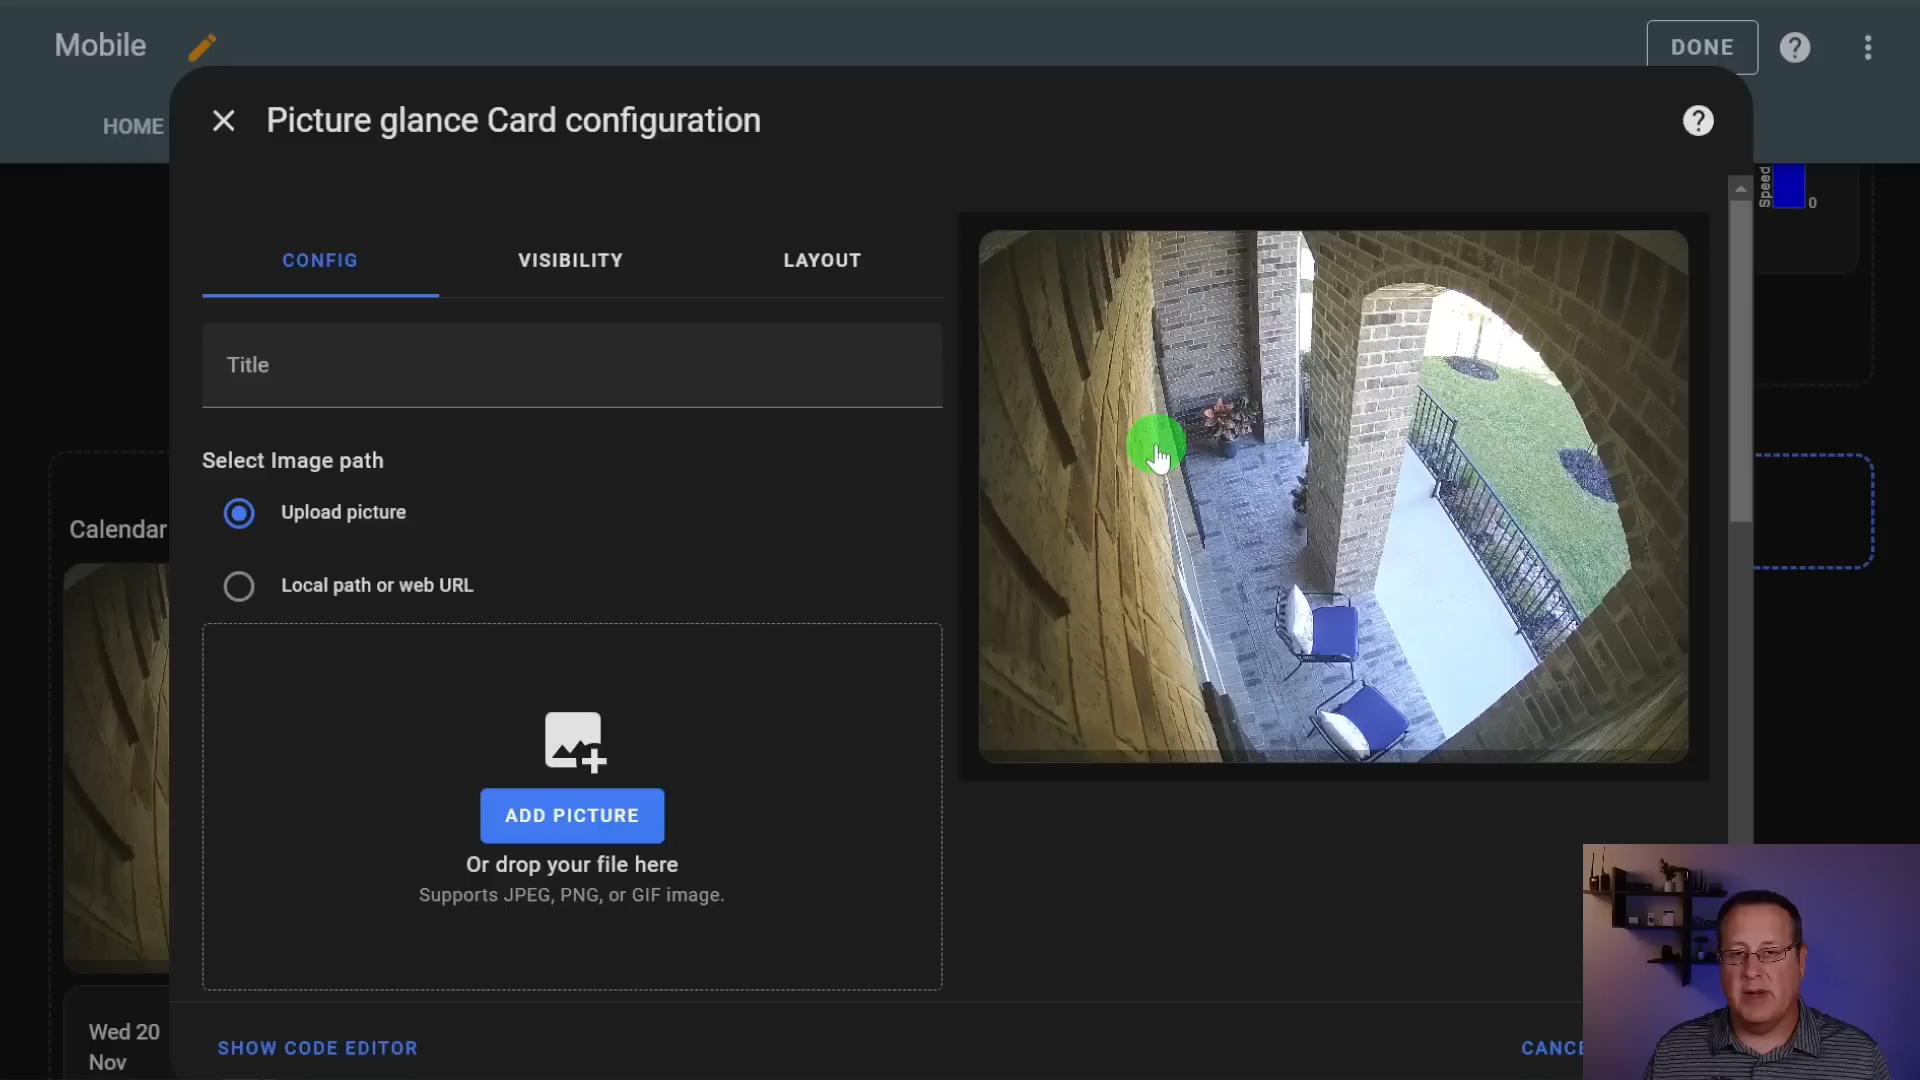 Mobile
DONE
HOME
Picture glance Card configuration
Speed
0
CONFIG
VISIBILITY
LAYOUT
Title
Select Image path
Upload picture
Calendar
Local path or web URL
ADD PICTURE
Or drop your file here
Supports JPEG, PNG, or GIF image.
Wed 20
Nov
SHOW CODE EDITOR
CANCE